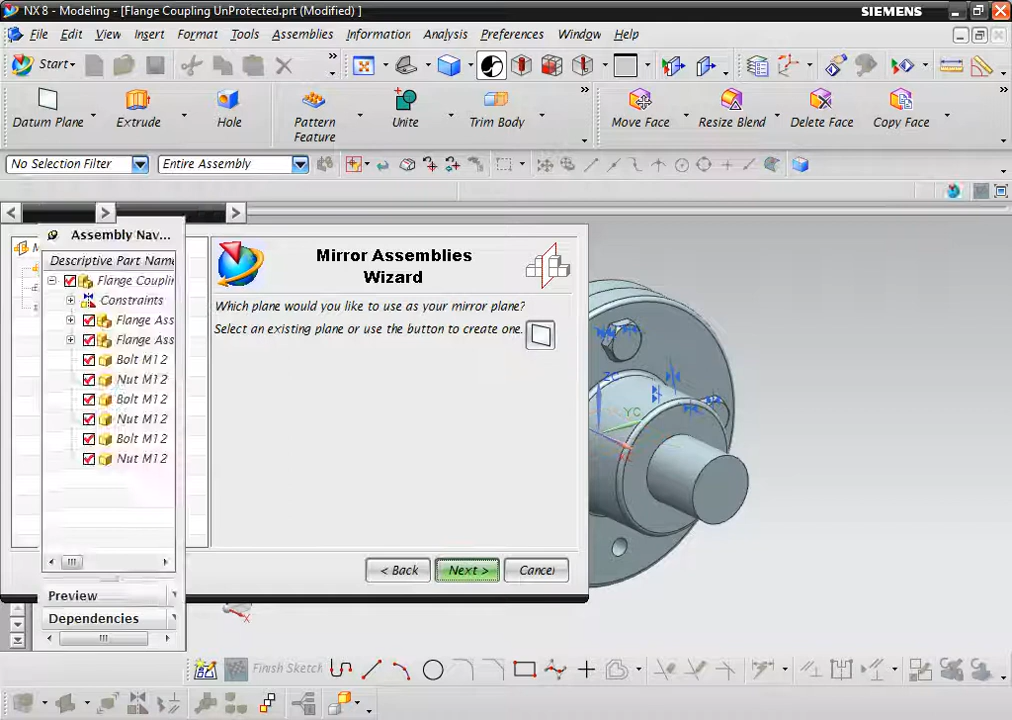 NX 8 - Modeling - [Flange Coupling UnProtected.prt (Modified) ]
SIEMENS
File Edit View Insert Format Tools Assemblies Information Analysis Preferences Window Help
Start
Datum Plane Extrude Hole Pattern Feature Unite Trim Body Move Face Resize Blend Delete Face Copy Face
No Selection Filter Entire Assembly
Assembly Nav...
Descriptive Part Name
Flange Couplin
Constraints
Flange Ass
Flange Ass
Bolt M12
Nut M12
Bolt M12
Nut M12
Bolt M12
Nut M12
Preview
Dependencies
Mirror Assemblies
Wizard
Which plane would you like to use as your mirror plane?
Select an existing plane or use the button to create one.
< Back Next > Cancel
ZC
YC
X
Finish Sketch